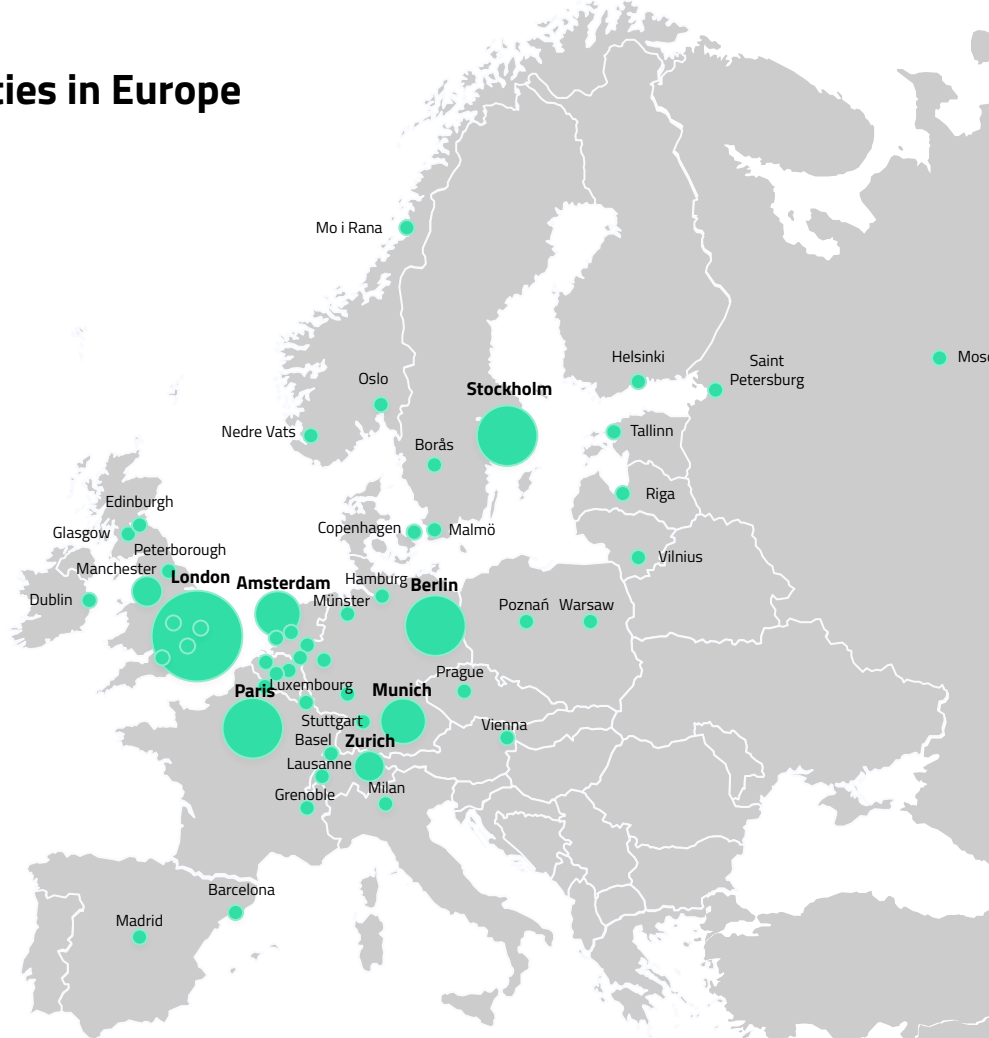 ties in Europe
Mo i Rana
Helsinki
Saint
Petersburg
Mosc
Oslo
Stockholm
Nedre Vats
Tallinn
Borås
Riga
Edinburgh
Glasgow
Copenhagen
Malmö
Peterborough
Vilnius
Manchester
London
Amsterdam
Hamburg
Berlin
Dublin
Münster
Poznań
Warsaw
Prague
Luxembourg
Paris
Munich
Stuttgart
Vienna
Basel
Zurich
Lausanne
Milan
Grenoble
Barcelona
Madrid